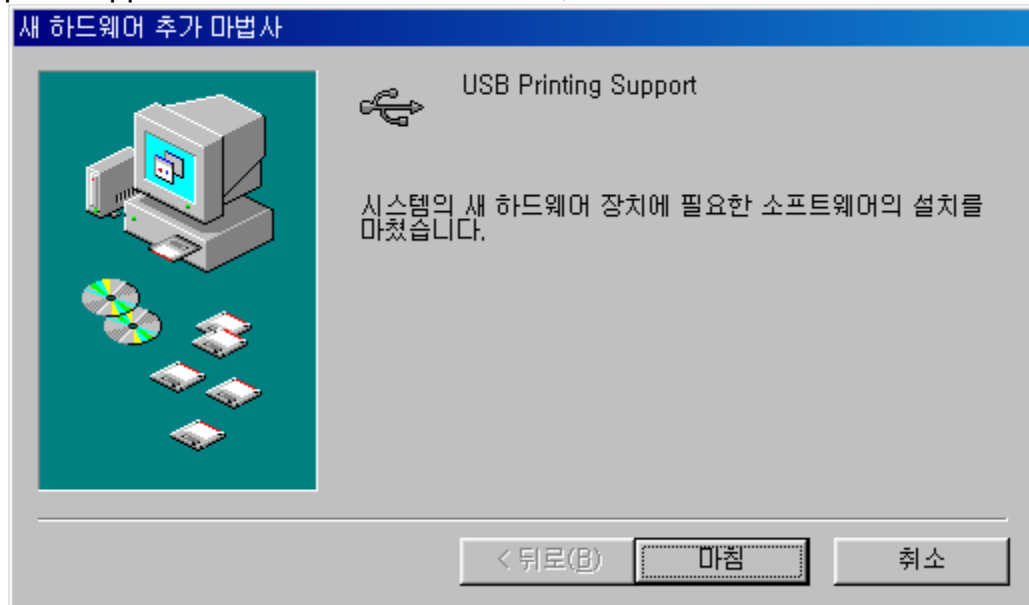 새 하드웨어 추가 마법사
USB Printing Support
시스템의 새 하드웨어 장치에 필요한 소프트웨어의 설치를
마쳤습니다.
< 뒤로(B)
마침
취소